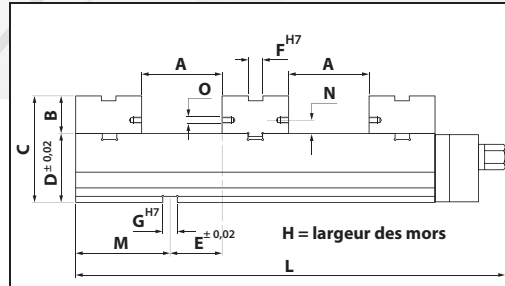 F H7
A
A
O
N
B
C
D ± 0,02
G H7
E ± 0,02
H = largeur des mors
M
L